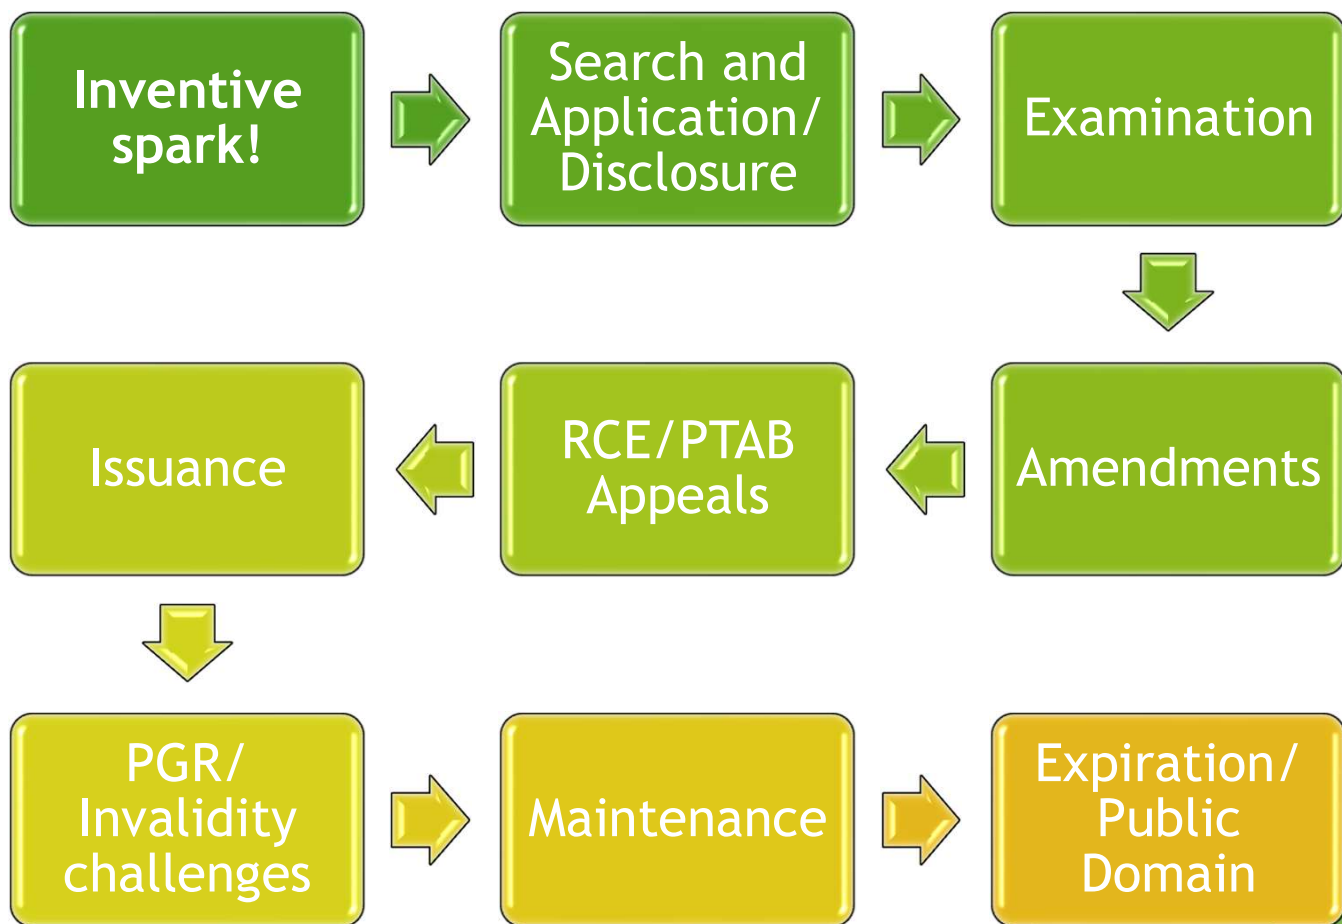 Inventive
spark!
Search and
Application/
Disclosure
Examination
Amendments
RCE/PTAB
Appeals
Issuance
PGR/
Invalidity
challenges
Maintenance
Expiration/
Public
Domain